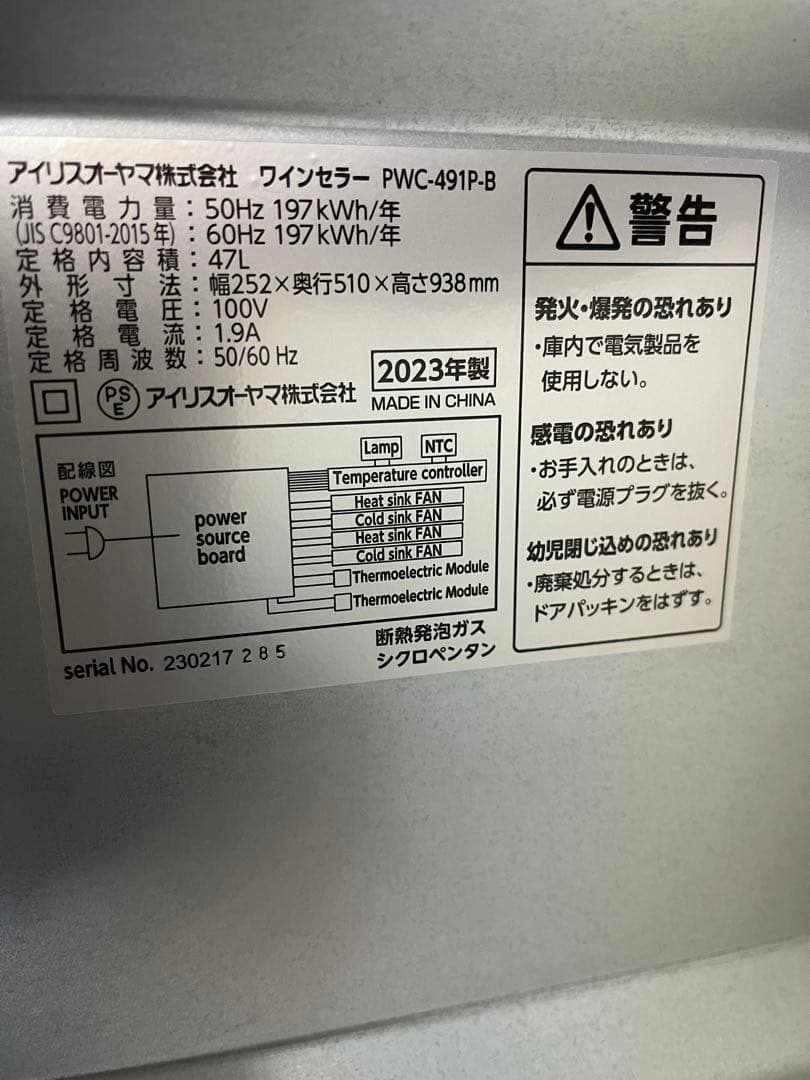 アイリスオーヤマ株式会社 ワインセラー PWC-491P-B
消費電力量：50Hz 197kWh/年
(JIS C9801-2015年)：60Hz 197kWh/年
定格内容積：47L
外形寸法：幅252×奥行510×高さ938mm
定格電圧：100V
定格電流：1.9A
定格周波数：50/60 Hz
PS
E
アイリスオーヤマ株式会社
2023年製
MADE IN CHINA
配線図
POWER
INPUT
power
source
board
Lamp
NTC
Temperature controller
Heat sink FAN
Cold sink FAN
Heat sink FAN
Cold sink FAN
Thermoelectric Module
Thermoelectric Module
serial No. 230217 285
断熱発泡ガス
シクロペンタン
警告
発火・爆発の恐れあり
・庫内で電気製品を
使用しない。
感電の恐れあり
・お手入れのときは、
必ず電源プラグを抜く。
幼児閉じ込めの恐れあり
・廃棄処分するときは、
ドアパッキンをはずす。